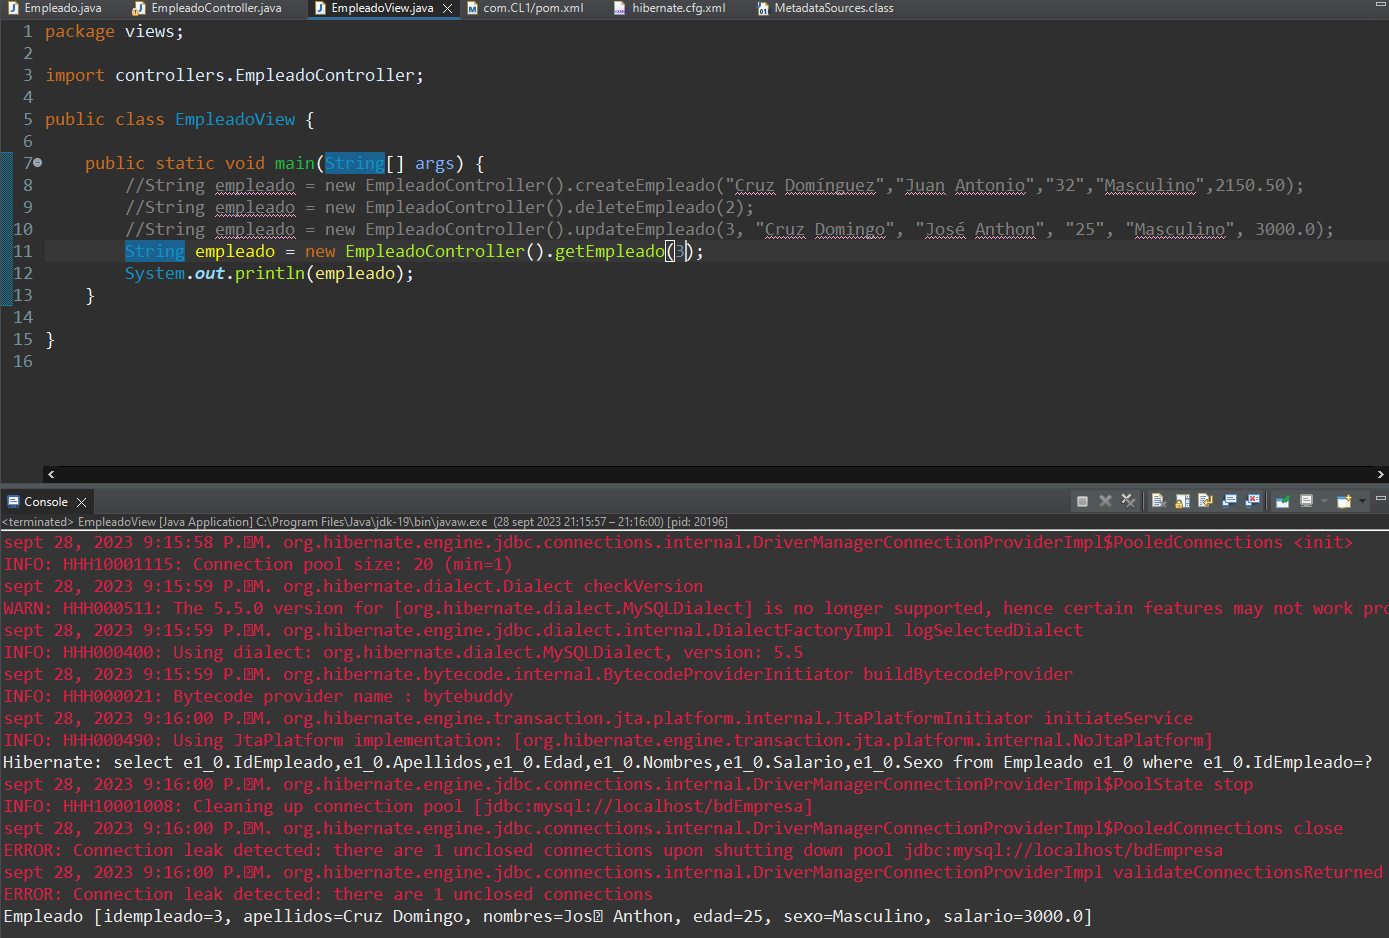 Empleado.java EmpleadoController.java EmpleadoView.java com.CL1/pom.xml hibernate.cfg.xml MetadataSources.class
1 package views;
2
3 import controllers.EmpleadoController;
4
5 public class EmpleadoView {
6
7 public static void main(String[] args) {
8 //String empleado = new EmpleadoController().createEmpleado("Cruz Domínguez","Juan Antonio","32","Masculino",2150.50);
9 //String empleado = new EmpleadoController().deleteEmpleado(2);
10 //String empleado = new EmpleadoController().updateEmpleado(3, "Cruz Domingo", "José Anthon", "25", "Masculino", 3000.0);
11 String empleado = new EmpleadoController().getEmpleado(3);
12 System.out.println(empleado);
13 }
14
15 }
16
Console
<terminated> EmpleadoView [Java Application] C:\Program Files\Java\jdk-19\bin\javaw.exe (28 sept 2023 21:15:57 – 21:16:00) [pid: 20196]
sept 28, 2023 9:15:58 P.�M. org.hibernate.engine.jdbc.connections.internal.DriverManagerConnectionProviderImpl$PooledConnections <init>
INFO: HHH10001115: Connection pool size: 20 (min=1)
sept 28, 2023 9:15:59 P.�M. org.hibernate.dialect.Dialect checkVersion
WARN: HHH000511: The 5.5.0 version for [org.hibernate.dialect.MySQLDialect] is no longer supported, hence certain features may not work pro
sept 28, 2023 9:15:59 P.�M. org.hibernate.engine.jdbc.dialect.internal.DialectFactoryImpl logSelectedDialect
INFO: HHH000400: Using dialect: org.hibernate.dialect.MySQLDialect, version: 5.5
sept 28, 2023 9:15:59 P.�M. org.hibernate.bytecode.internal.BytecodeProviderInitiator buildBytecodeProvider
INFO: HHH000021: Bytecode provider name : bytebuddy
sept 28, 2023 9:16:00 P.�M. org.hibernate.engine.transaction.jta.platform.internal.JtaPlatformInitiator initiateService
INFO: HHH000490: Using JtaPlatform implementation: [org.hibernate.engine.transaction.jta.platform.internal.NoJtaPlatform]
Hibernate: select e1_0.IdEmpleado,e1_0.Apellidos,e1_0.Edad,e1_0.Nombres,e1_0.Salario,e1_0.Sexo from Empleado e1_0 where e1_0.IdEmpleado=?
sept 28, 2023 9:16:00 P.�M. org.hibernate.engine.jdbc.connections.internal.DriverManagerConnectionProviderImpl$PoolState stop
INFO: HHH10001008: Cleaning up connection pool [jdbc:mysql://localhost/bdEmpresa]
sept 28, 2023 9:16:00 P.�M. org.hibernate.engine.jdbc.connections.internal.DriverManagerConnectionProviderImpl$PooledConnections close
ERROR: Connection leak detected: there are 1 unclosed connections upon shutting down pool jdbc:mysql://localhost/bdEmpresa
sept 28, 2023 9:16:00 P.�M. org.hibernate.engine.jdbc.connections.internal.DriverManagerConnectionProviderImpl validateConnectionsReturned
ERROR: Connection leak detected: there are 1 unclosed connections
Empleado [idempleado=3, apellidos=Cruz Domingo, nombres=Jos� Anthon, edad=25, sexo=Masculino, salario=3000.0]